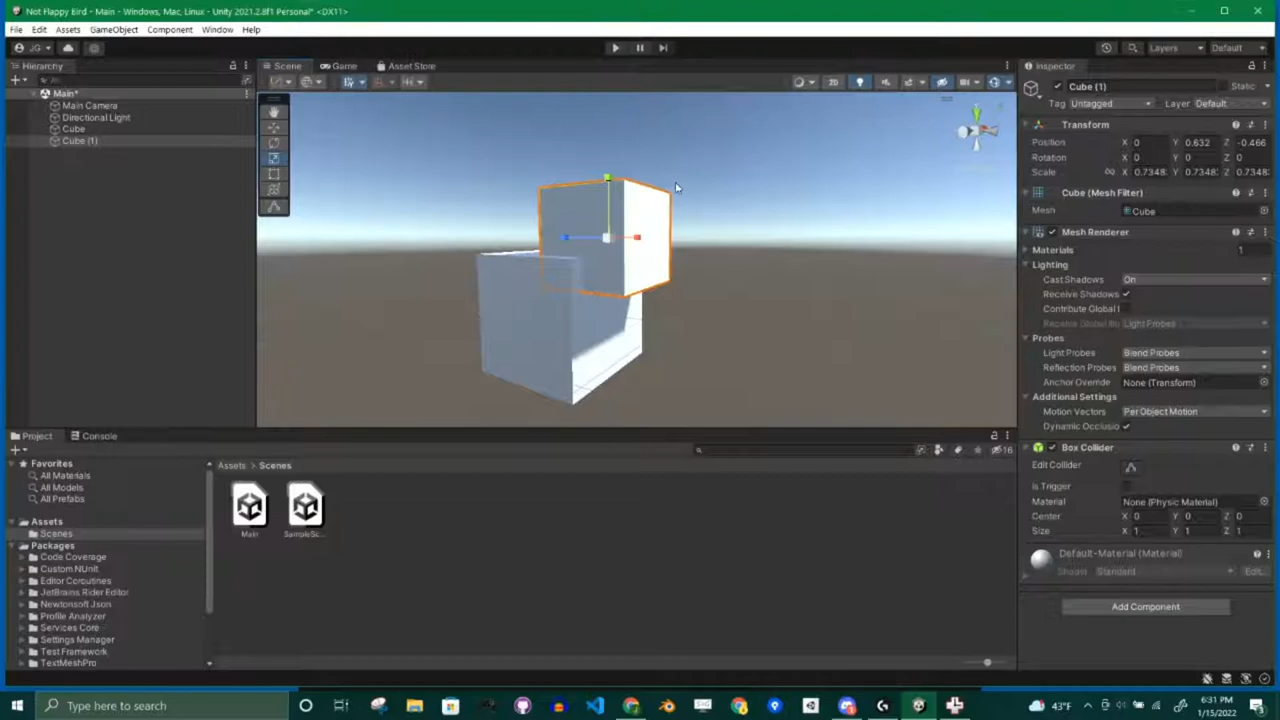 Not Flappy Bird - Main - Windows, Mac, Linux - Unity 2021.2.8f1 Personal* <DX11>
File Edit Assets GameObject Component Window Help
JG Layers Default
Hierarchy Scene Game Asset Store Inspector
Main*
Main Camera
Directional Light
Cube
Cube (1)
2D
Cube (1) Static
Tag Untagged Layer Default
Transform
Position X 0 Y 0.632 Z -0.466
Rotation X 0 Y 0 Z 0
Scale X 0.7348 Y 0.7348 Z 0.7348
Cube (Mesh Filter)
Mesh Cube
Mesh Renderer
Materials 1
Lighting
Cast Shadows On
Receive Shadows
Contribute Global I
Receive Global Illu Light Probes
Probes
Light Probes Blend Probes
Reflection Probes Blend Probes
Anchor Override None (Transform)
Additional Settings
Motion Vectors Per Object Motion
Dynamic Occlusio
Box Collider
Edit Collider
Is Trigger
Material None (Physic Material)
Center X 0 Y 0 Z 0
Size X 1 Y 1 Z 1
Default-Material (Material)
Shader Standard Edit...
Add Component
Project Console
16
Favorites
All Materials
All Models
All Prefabs
Assets
Scenes
Packages
Code Coverage
Custom NUnit
Editor Coroutines
JetBrains Rider Editor
Newtonsoft Json
Profile Analyzer
Services Core
Settings Manager
Test Framework
TextMeshPro
Assets > Scenes
Main SampleSc...
Type here to search
43°F
6:31 PM
1/15/2022